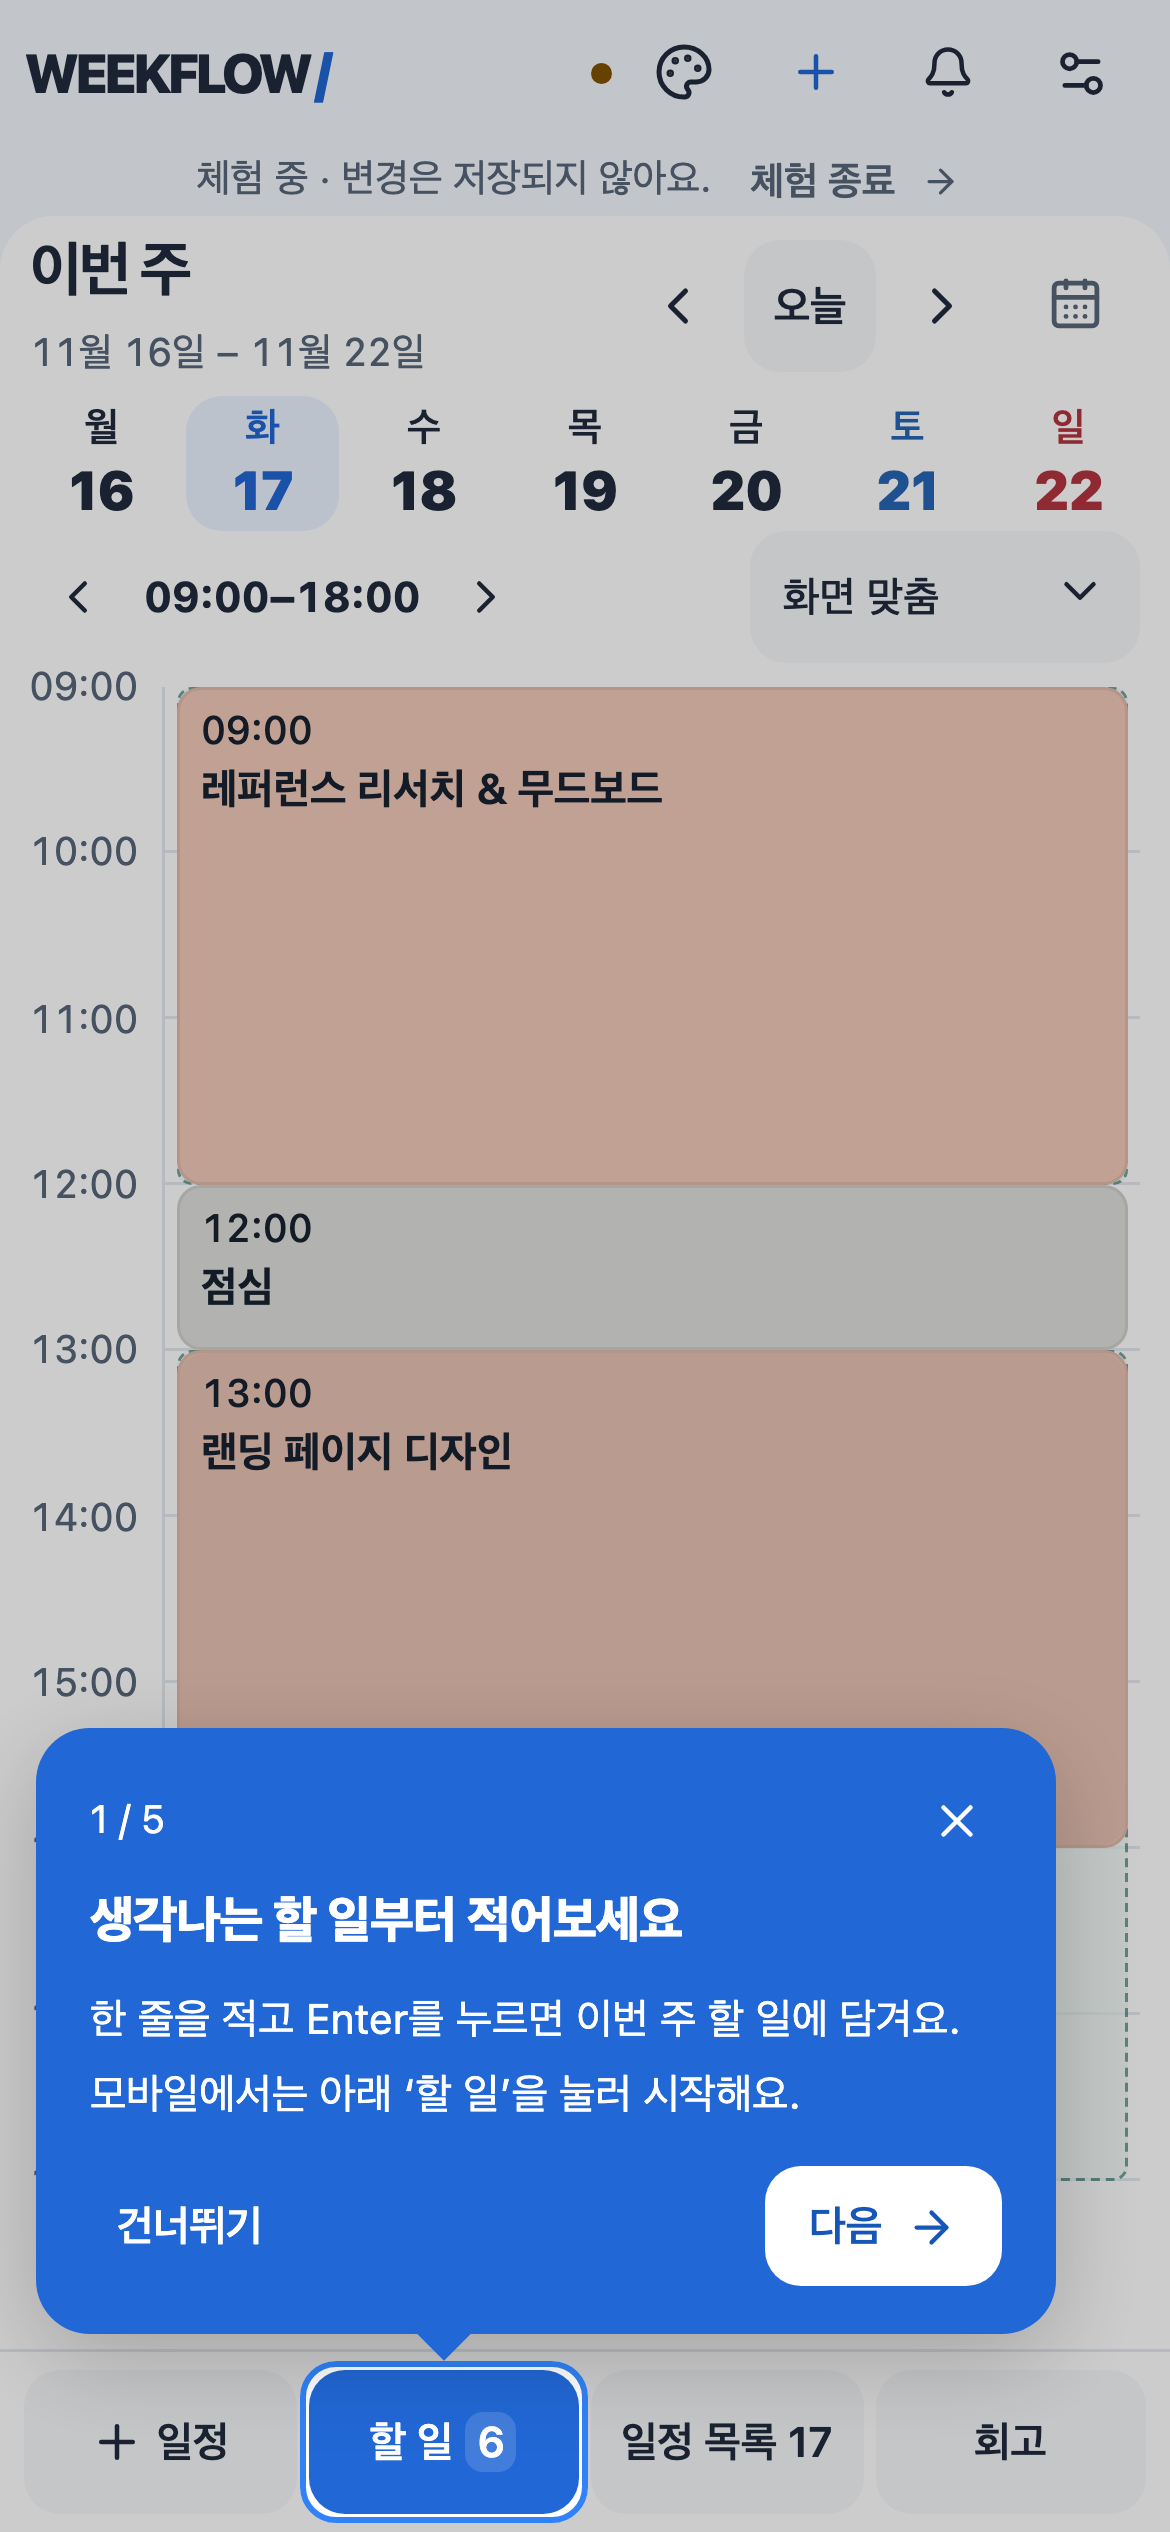 WEEKFLOW/
체험 중 · 변경은 저장되지 않아요. 체험 종료 →
이번 주
오늘
11월 16일 – 11월 22일
월 화 수 목 금 토 일
16 17 18 19 20 21 22
09:00–18:00
화면 맞춤
09:00
09:00
레퍼런스 리서치 & 무드보드
10:00
11:00
12:00
12:00
점심
13:00
13:00
랜딩 페이지 디자인
14:00
15:00
1 / 5
생각나는 할 일부터 적어보세요
한 줄을 적고 Enter를 누르면 이번 주 할 일에 담겨요.
모바일에서는 아래 ‘할 일’을 눌러 시작해요.
건너뛰기
다음 →
+ 일정
할 일 6
일정 목록 17
회고